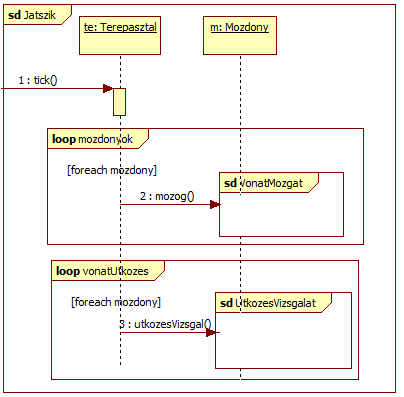 sd Jatszik
te: Terepasztal
m: Mozdony
1 : tick()
loop mozdonyok
[foreach mozdony]
sd VonatMozgat
2 : mozog()
loop vonatUtkozes
[foreach mozdony]
sd UtkozesVizsgalat
3 : utkozesVizsgal()